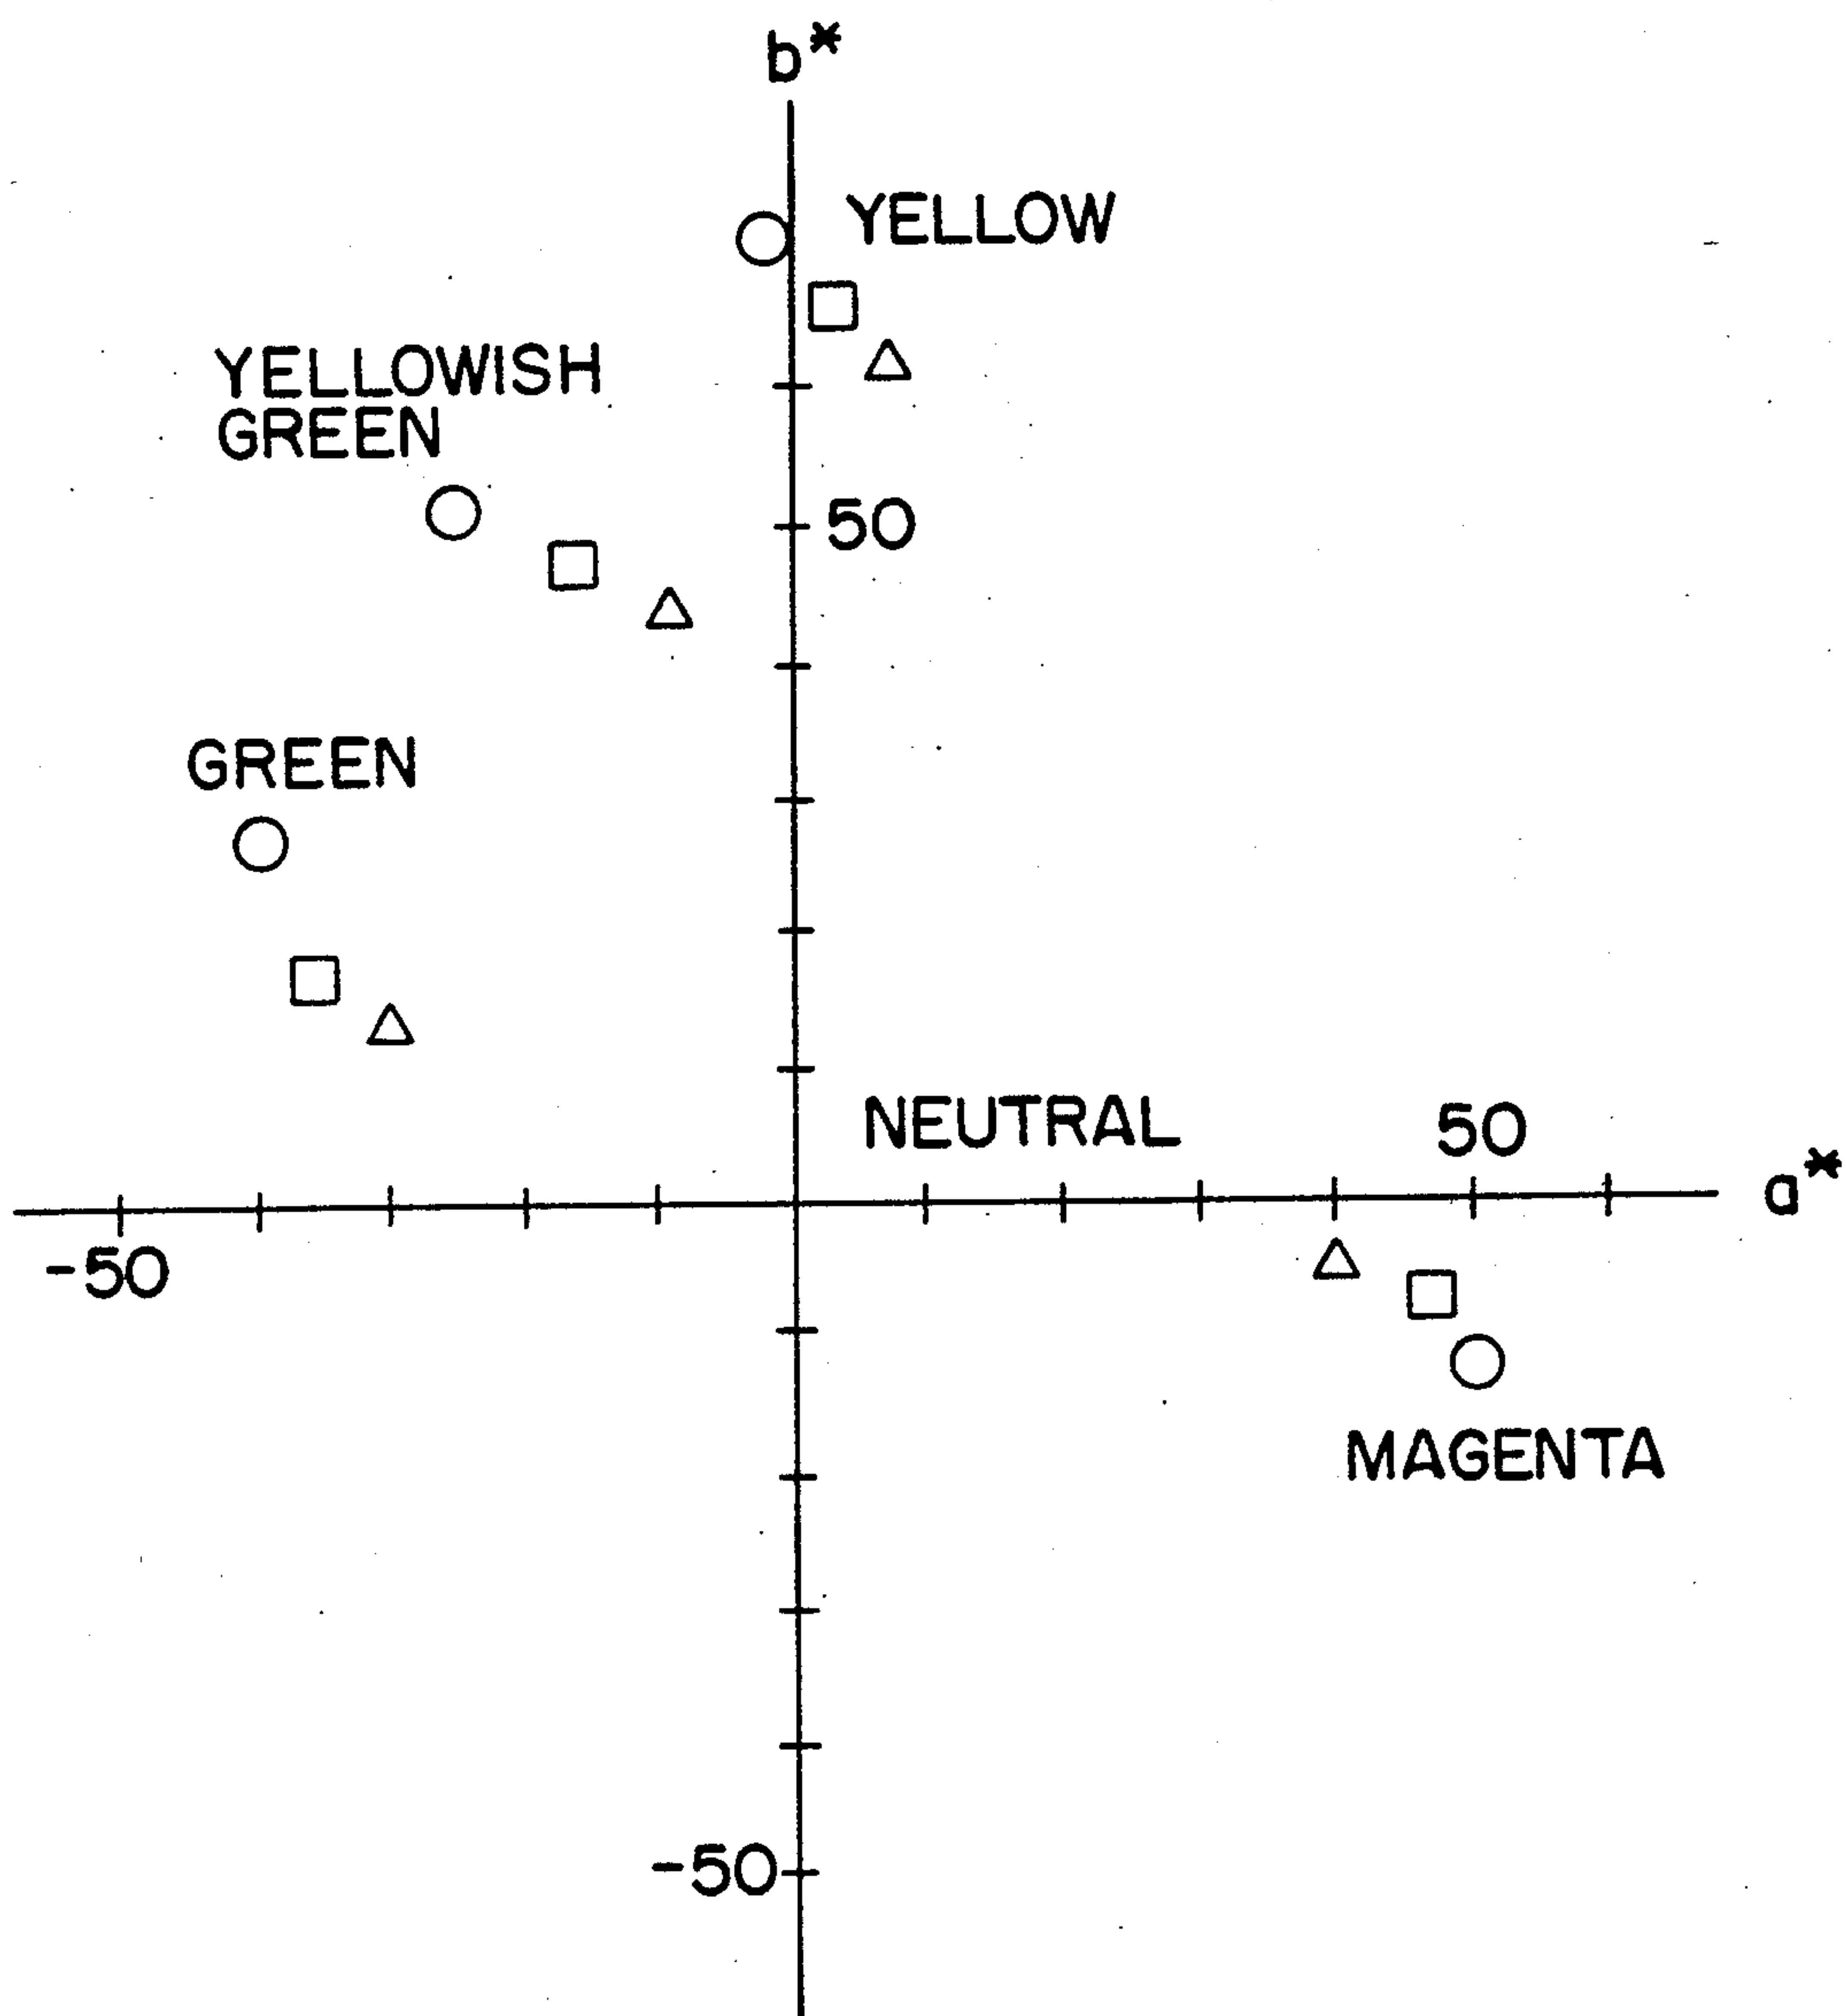 b*
YELLOW
YELLOWISH
GREEN
50
GREEN
NEUTRAL
50
a*
-50
MAGENTA
-50